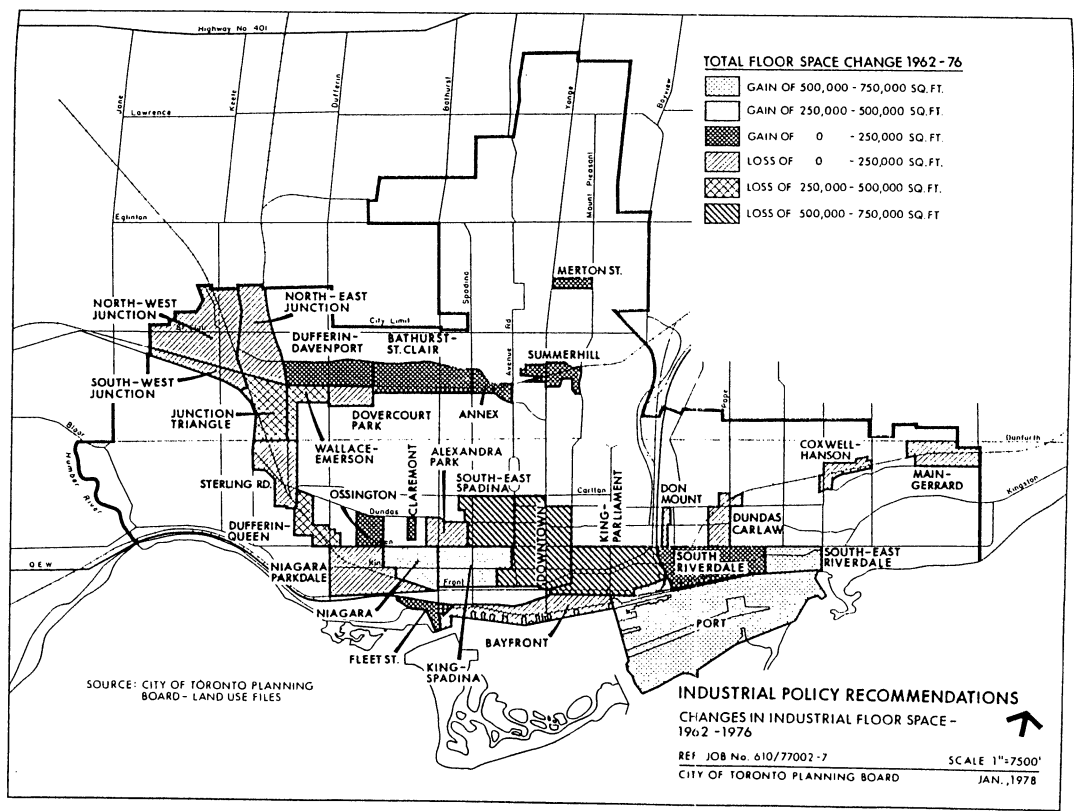 Highway No 401
Jane
Keele
Dufferin
Bathurst
Yonge
Bayview
Lawrence
Mount Pleasant
Eglinton
TOTAL FLOOR SPACE CHANGE 1962-76
GAIN OF 500,000 - 750,000 SQ.FT.
GAIN OF 250,000 - 500,000 SQ.FT.
GAIN OF 0 - 250,000 SQ.FT.
LOSS OF 0 - 250,000 SQ.FT.
LOSS OF 250,000 - 500,000 SQ.FT.
LOSS OF 500,000 - 750,000 SQ.FT
MERTON ST.
Spadina
NORTH-WEST
JUNCTION
NORTH-EAST
JUNCTION
City Limit
DUFFERIN-
DAVENPORT
BATHURST-
ST.CLAIR
Avenue Rd
SUMMERHILL
SOUTH-WEST
JUNCTION
JUNCTION
TRIANGLE
DOVERCOURT
PARK
ANNEX
Pape
Bloor
Humber River
WALLACE-
EMERSON
ALEXANDRA
PARK
COXWELL-
HANSON
Danforth
MAIN-
GERRARD
Kingston
STERLING RD.
OSSINGTON
CLAREMONT
SOUTH-EAST
SPADINA
Carlton
KING-
PARLIAMENT
DON
MOUNT
Dundas
DUFFERIN-
QUEEN
DOWNTOWN
DUNDAS
CARLAW
QEW
NIAGARA
PARKDALE
Front
SOUTH
RIVERDALE
SOUTH-EAST
RIVERDALE
NIAGARA
FLEET ST.
KING-
SPADINA
BAYFRONT
PORT
SOURCE: CITY OF TORONTO PLANNING
BOARD - LAND USE FILES
INDUSTRIAL POLICY RECOMMENDATIONS
CHANGES IN INDUSTRIAL FLOOR SPACE-
1962-1976
REF JOB No. 610/77002-7
SCALE 1"=7500'
CITY OF TORONTO PLANNING BOARD
JAN.,1978